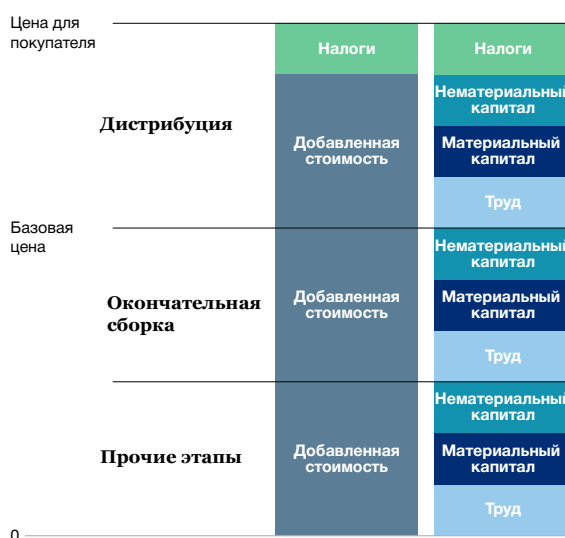 Цена для
покупателя
Налоги
Налоги
Дистрибуция
Добавленная
стоимость
Нематериальный
капитал
Материальный
капитал
Труд
Базовая
цена
Окончательная
сборка
Добавленная
стоимость
Нематериальный
капитал
Материальный
капитал
Труд
Прочие этапы
Добавленная
стоимость
Нематериальный
капитал
Материальный
капитал
Труд
0